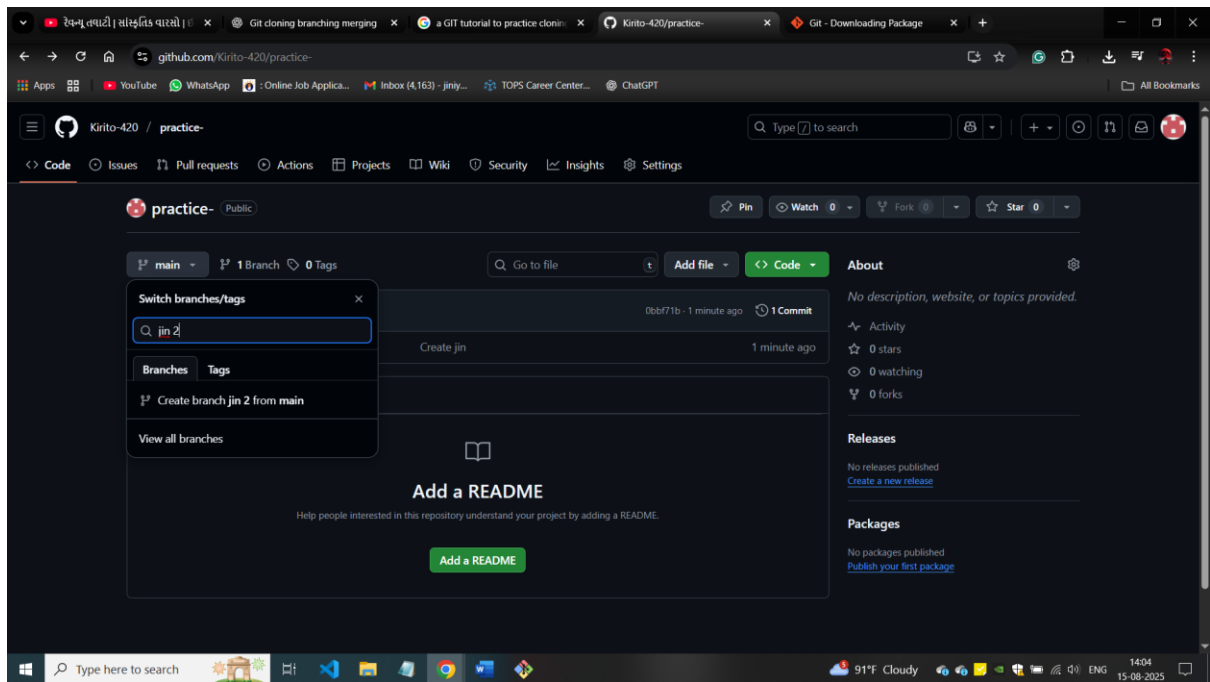 રેવન્યૂ તલાટી | સાંસ્કૃતિક વારસો |
Git cloning branching merging
a GIT tutorial to practice clonin
Kirito-420/practice-
Git - Downloading Package
github.com/Kirito-420/practice-
Apps YouTube WhatsApp : Online Job Applica... Inbox (4,163) - jiniy... TOPS Career Center... ChatGPT All Bookmarks
Kirito-420 / practice- Type / to search
Code Issues Pull requests Actions Projects Wiki Security Insights Settings
practice- Public Pin Watch 0 Fork 0 Star 0
main 1 Branch 0 Tags Go to file t Add file Code About
Switch branches/tags
No description, website, or topics provided.
0bbf71b · 1 minute ago 1 Commit
jin 2
Activity
Create jin 1 minute ago
0 stars
Branches Tags
0 watching
Create branch jin 2 from main
0 forks
View all branches
Releases
No releases published
Create a new release
Add a README
Help people interested in this repository understand your project by adding a README.
Packages
No packages published
Publish your first package
Add a README
Type here to search
91°F Cloudy ENG 14:04
15-08-2025